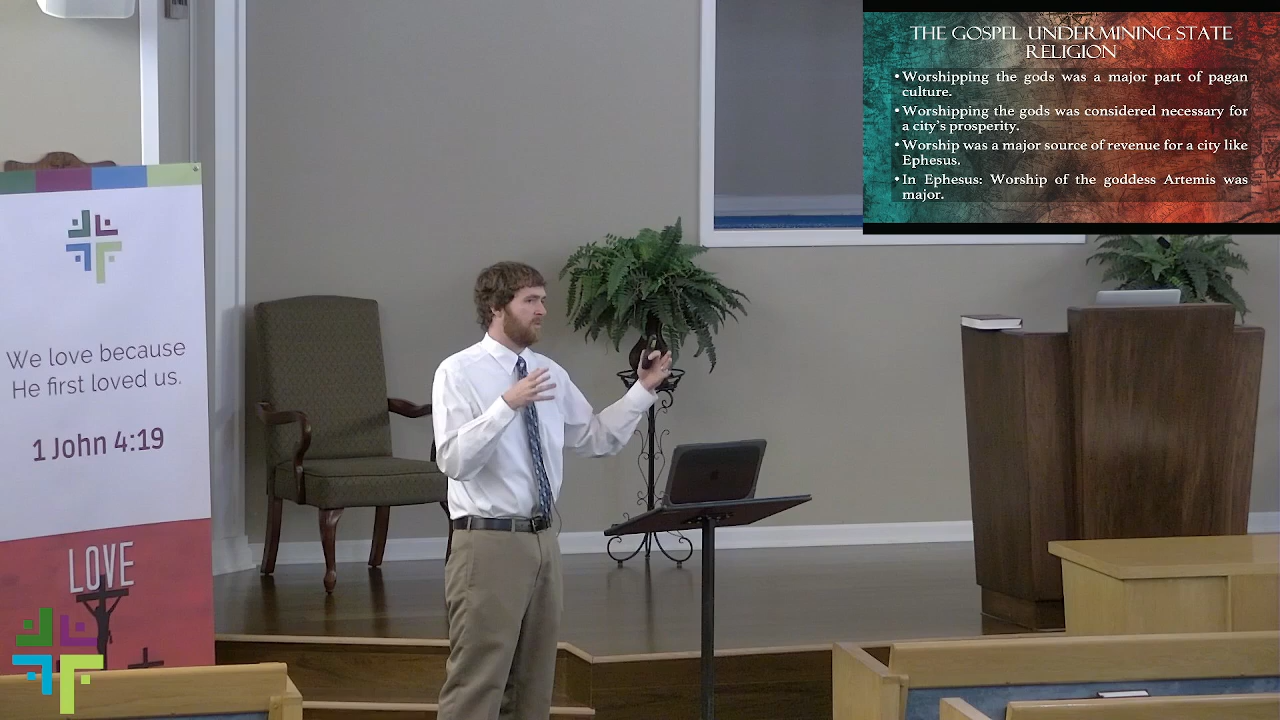 THE GOSPEL UNDERMINING STATE
RELIGION
• Worshipping the gods was a major part of pagan
culture.
• Worshipping the gods was considered necessary for
a city's prosperity.
• Worship was a major source of revenue for a city like
Ephesus.
• In Ephesus: Worship of the goddess Artemis was
major.
We love because
He first loved us.
1 John 4:19
LOVE